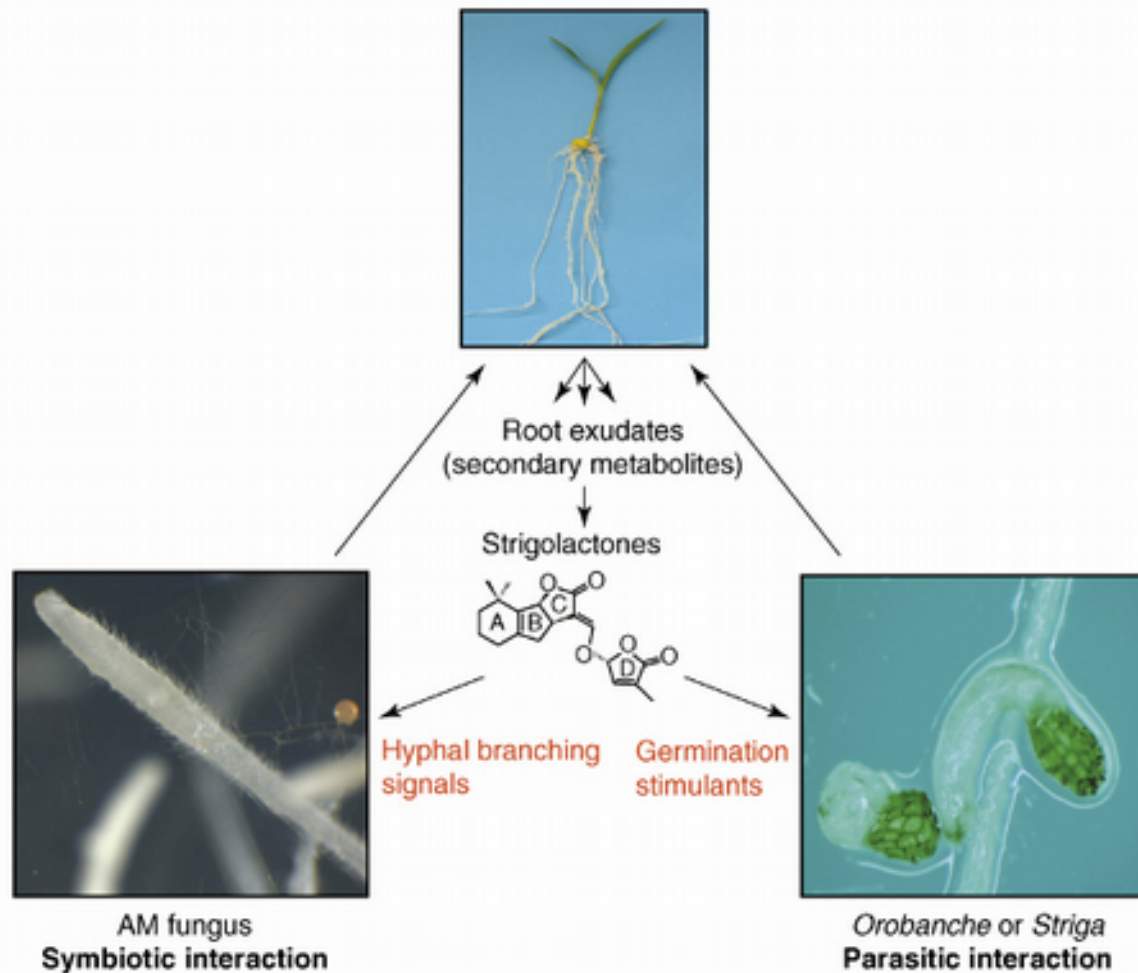 Root exudates
(secondary metabolites)
Strigolactones
O
O
A
B
C
O
O
D
O
Hyphal branching
signals
Germination
stimulants
AM fungus
Symbiotic interaction
Orobanche or Striga
Parasitic interaction